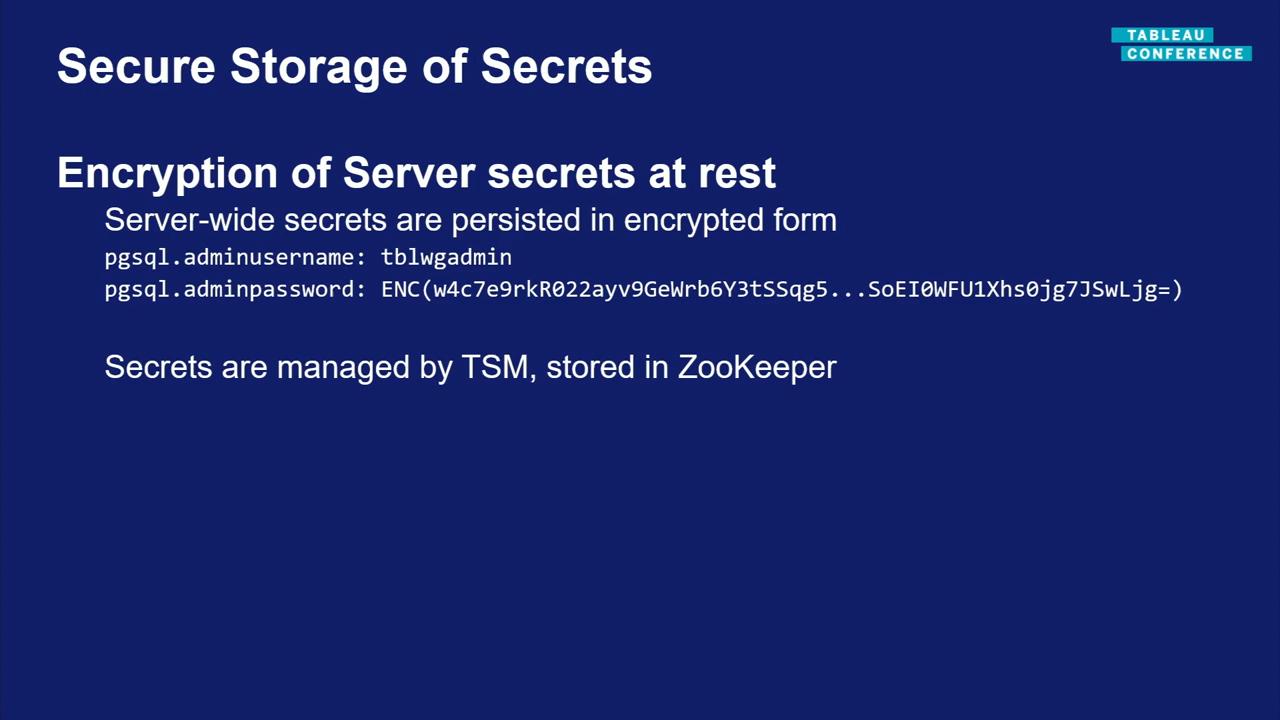 TABLEAU
CONFERENCE
Secure Storage of Secrets
Encryption of Server secrets at rest
Server-wide secrets are persisted in encrypted form
pgsql.adminusername: tblwgadmin
pgsql.adminpassword: ENC(w4c7e9rkR022ayv9GeWrb6Y3tSSqg5...SoEI0WFU1Xhs0jg7JSwLjg=)
Secrets are managed by TSM, stored in ZooKeeper